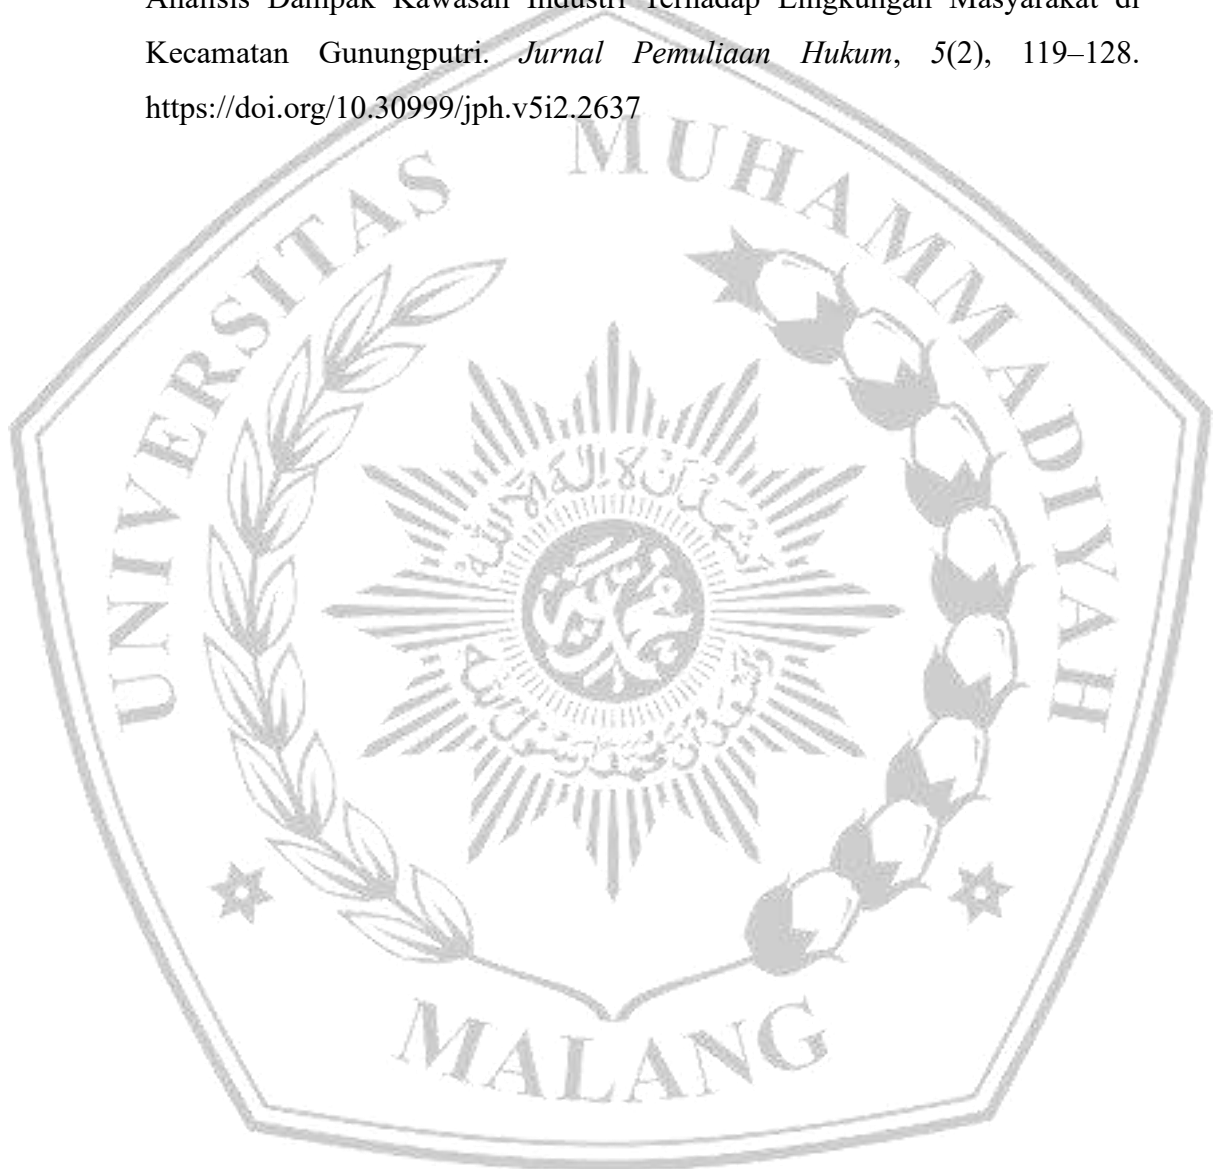 Analisis Dampak Kawasan Industri Terhadap Lingkungan Masyarakat di
Kecamatan Gunungputri. Jurnal Pemuliaan Hukum, 5(2), 119–128.
https://doi.org/10.30999/jph.v5i2.2637
UNIVERSITAS MUHAMMADIYAH
MALANG